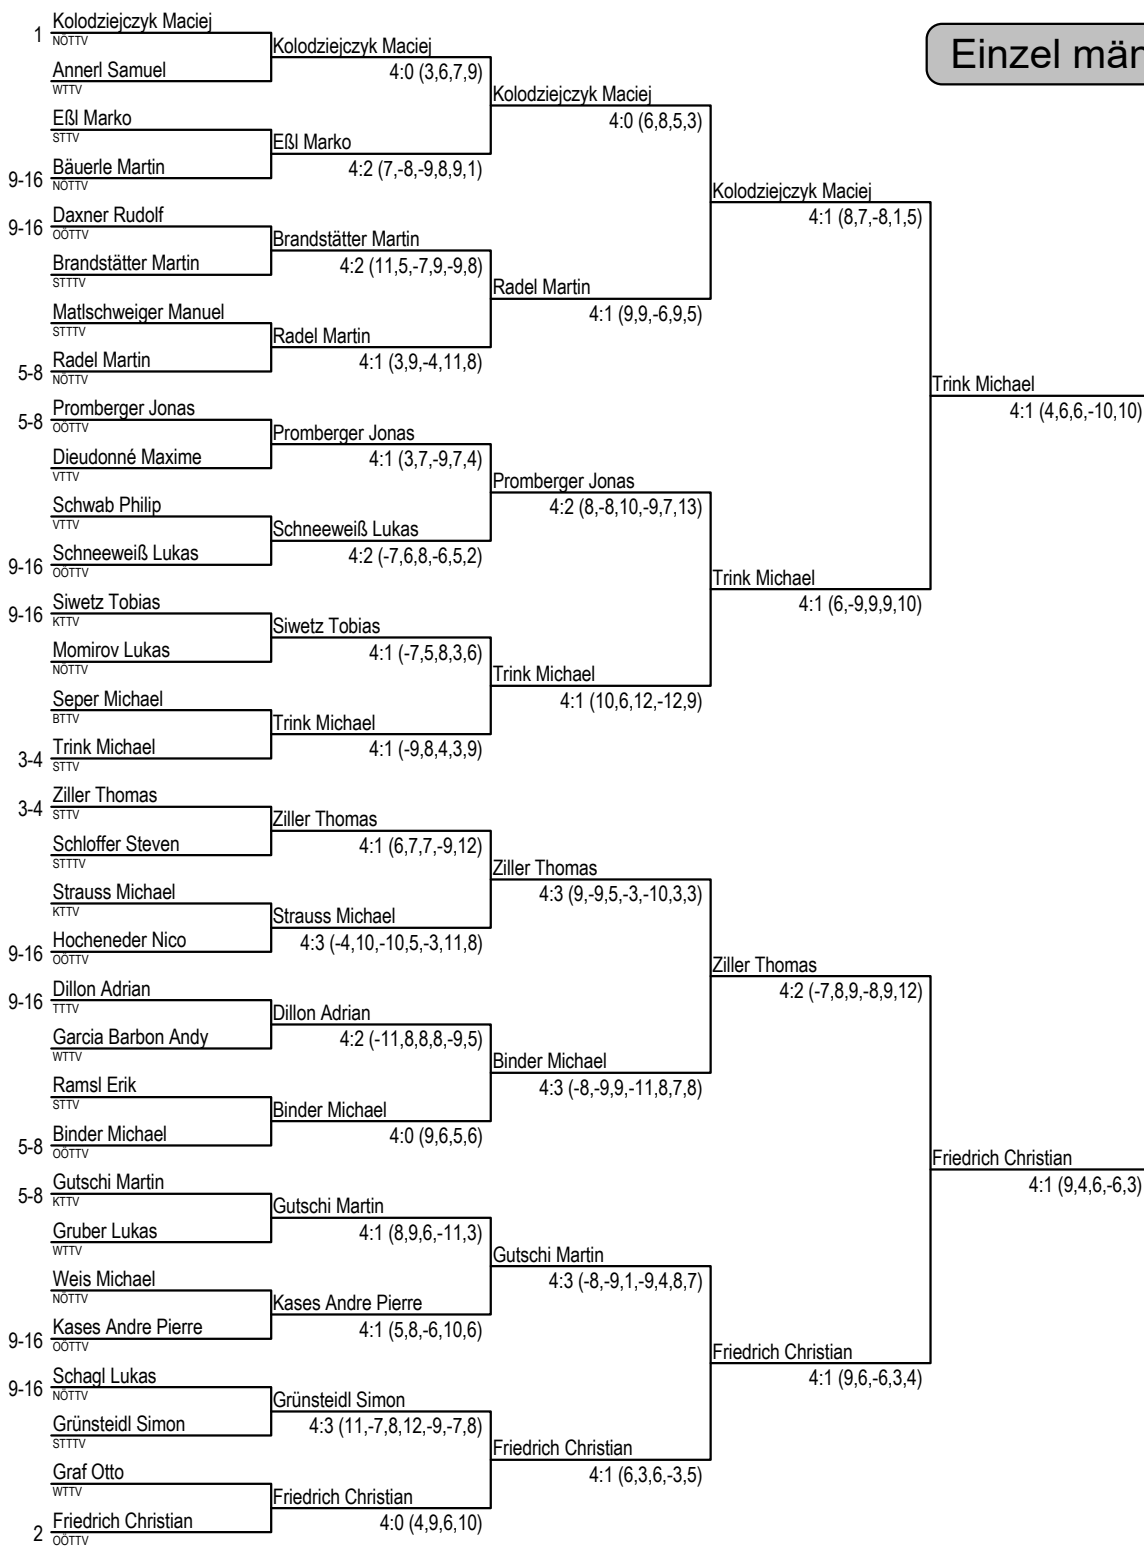 Einzel män
1 Kolodziejczyk Maciej
NÖTTV
Annerl Samuel
WTTV
Eßl Marko
STTV
9-16 Bäuerle Martin
NÖTTV
9-16 Daxner Rudolf
OÖTTV
Brandstätter Martin
STTTV
Matlschweiger Manuel
STTTV
5-8 Radel Martin
NÖTTV
5-8 Promberger Jonas
OÖTTV
Dieudonné Maxime
VTTV
Schwab Philip
VTTV
9-16 Schneeweiß Lukas
OÖTTV
9-16 Siwetz Tobias
KTTV
Momirov Lukas
NÖTTV
Seper Michael
BTTV
3-4 Trink Michael
STTV
3-4 Ziller Thomas
STTV
Schloffer Steven
STTTV
Strauss Michael
KTTV
9-16 Hocheneder Nico
OÖTTV
9-16 Dillon Adrian
TTTV
Garcia Barbon Andy
WTTV
Ramsl Erik
STTV
5-8 Binder Michael
OÖTTV
5-8 Gutschi Martin
KTTV
Gruber Lukas
WTTV
Weis Michael
NÖTTV
9-16 Kases Andre Pierre
OÖTTV
9-16 Schagl Lukas
NÖTTV
Grünsteidl Simon
STTTV
Graf Otto
WTTV
2 Friedrich Christian
OÖTTV
Kolodziejczyk Maciej
4:0 (3,6,7,9)
Eßl Marko
4:2 (7,-8,-9,8,9,1)
Brandstätter Martin
4:2 (11,5,-7,9,-9,8)
Radel Martin
4:1 (3,9,-4,11,8)
Promberger Jonas
4:1 (3,7,-9,7,4)
Schneeweiß Lukas
4:2 (-7,6,8,-6,5,2)
Siwetz Tobias
4:1 (-7,5,8,3,6)
Trink Michael
4:1 (-9,8,4,3,9)
Ziller Thomas
4:1 (6,7,7,-9,12)
Strauss Michael
4:3 (-4,10,-10,5,-3,11,8)
Dillon Adrian
4:2 (-11,8,8,8,-9,5)
Binder Michael
4:0 (9,6,5,6)
Gutschi Martin
4:1 (8,9,6,-11,3)
Kases Andre Pierre
4:1 (5,8,-6,10,6)
Grünsteidl Simon
4:3 (11,-7,8,12,-9,-7,8)
Friedrich Christian
4:0 (4,9,6,10)
Kolodziejczyk Maciej
4:0 (6,8,5,3)
Radel Martin
4:1 (9,9,-6,9,5)
Promberger Jonas
4:2 (8,-8,10,-9,7,13)
Trink Michael
4:1 (10,6,12,-12,9)
Ziller Thomas
4:3 (9,-9,5,-3,-10,3,3)
Binder Michael
4:3 (-8,-9,9,-11,8,7,8)
Gutschi Martin
4:3 (-8,-9,1,-9,4,8,7)
Friedrich Christian
4:1 (6,3,6,-3,5)
Kolodziejczyk Maciej
4:1 (8,7,-8,1,5)
Trink Michael
4:1 (6,-9,9,9,10)
Ziller Thomas
4:2 (-7,8,9,-8,9,12)
Friedrich Christian
4:1 (9,6,-6,3,4)
Trink Michael
4:1 (4,6,6,-10,10)
Friedrich Christian
4:1 (9,4,6,-6,3)